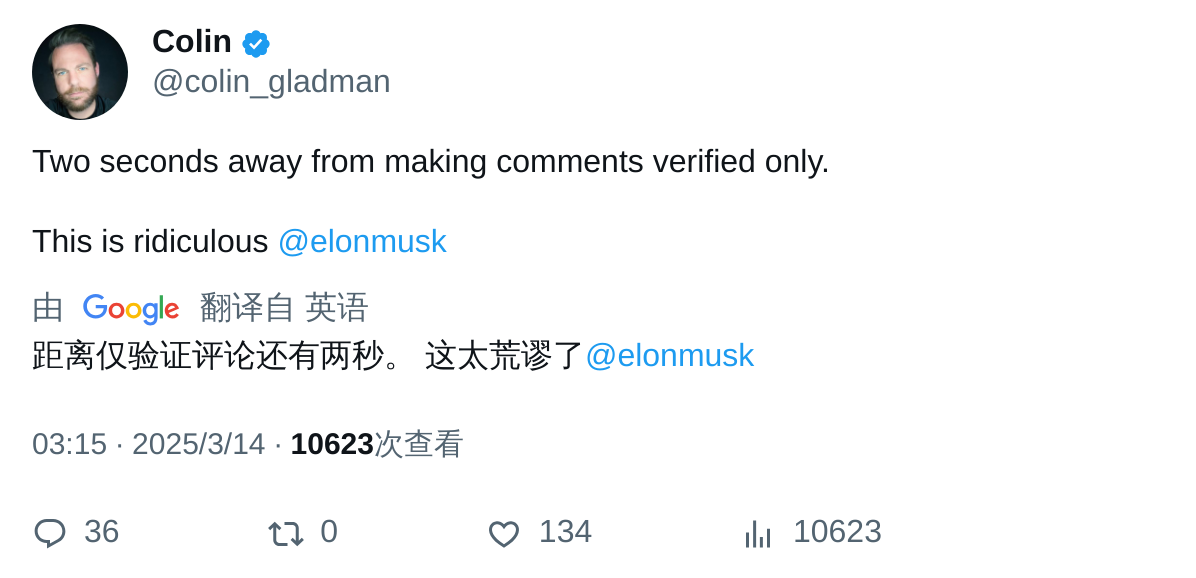 Colin
@colin_gladman
Two seconds away from making comments verified only.
This is ridiculous @elonmusk
由 Google 翻译自 英语
距离仅验证评论还有两秒。 这太荒谬了@elonmusk
03:15 · 2025/3/14 · 10623次查看
36 0 134 10623